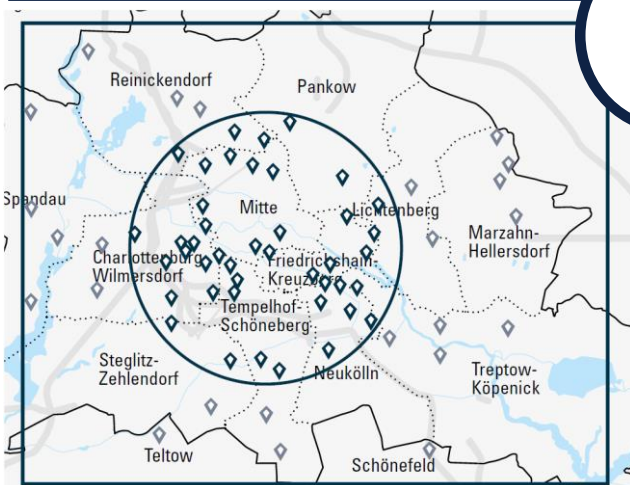 Reinickendorf
Pankow
Spandau
Mitte
Lichtenberg
Marzahn-
Hellersdorf
Charlottenburg
Wilmersdorf
Friedrichshain-
Kreuzberg
Tempelhof-
Schöneberg
Steglitz-
Zehlendorf
Neukölln
Treptow-
Köpenick
Teltow
Schönefeld